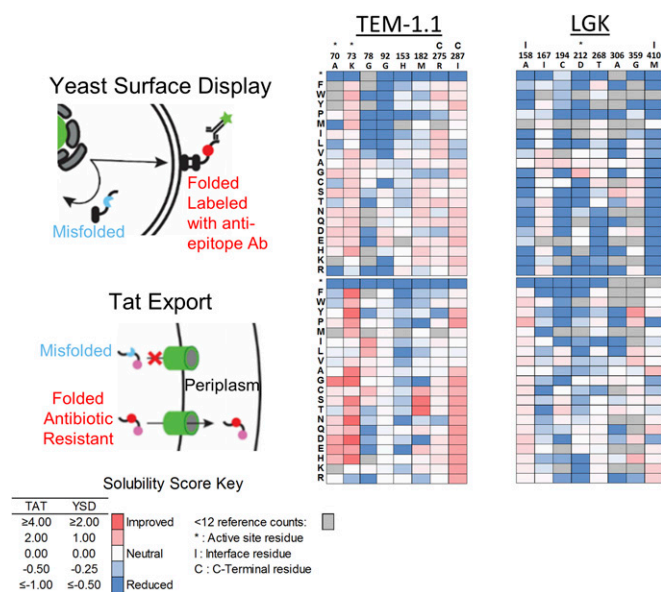 TEM-1.1
LGK
* * C C
70 73 78 92 153 182 275 287
A K G G H M R I
I * I
158 167 194 212 268 306 359 410
A I C D T A G M
Yeast Surface Display
Misfolded
Folded
Labeled
with anti-
epitope Ab
*
F
W
Y
P
M
I
L
V
A
G
C
S
T
N
Q
D
E
H
K
R
Tat Export
Misfolded
Periplasm
Folded
Antibiotic
Resistant
*
F
W
Y
P
M
I
L
V
A
G
C
S
T
N
Q
D
E
H
K
R
Solubility Score Key
TAT YSD
≥4.00 ≥2.00 Improved
2.00 1.00
0.00 0.00 Neutral
-0.50 -0.25
≤-1.00 ≤-0.50 Reduced
<12 reference counts:
* : Active site residue
I : Interface residue
C : C-Terminal residue